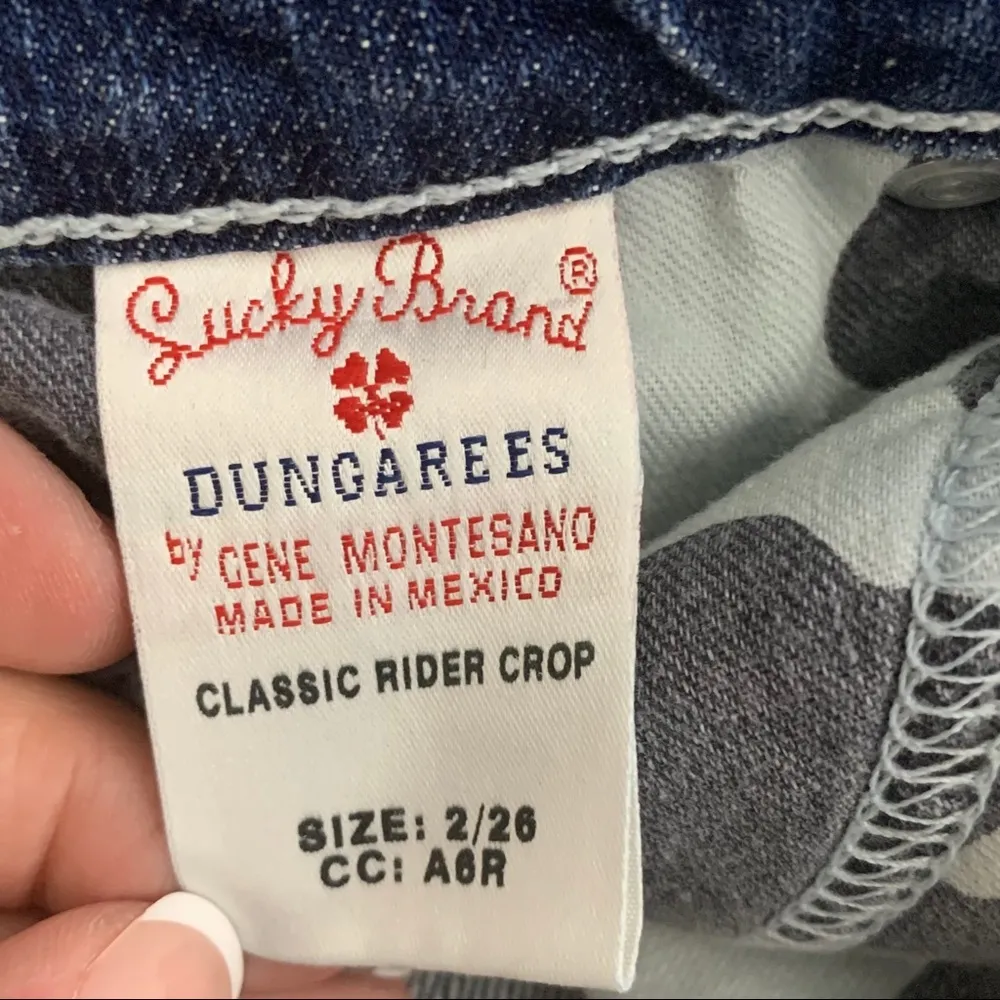 Lucky Brand®
DUNGAREES
by GENE MONTESANO
MADE IN MEXICO
CLASSIC RIDER CROP
SIZE: 2/26
CC: A6R